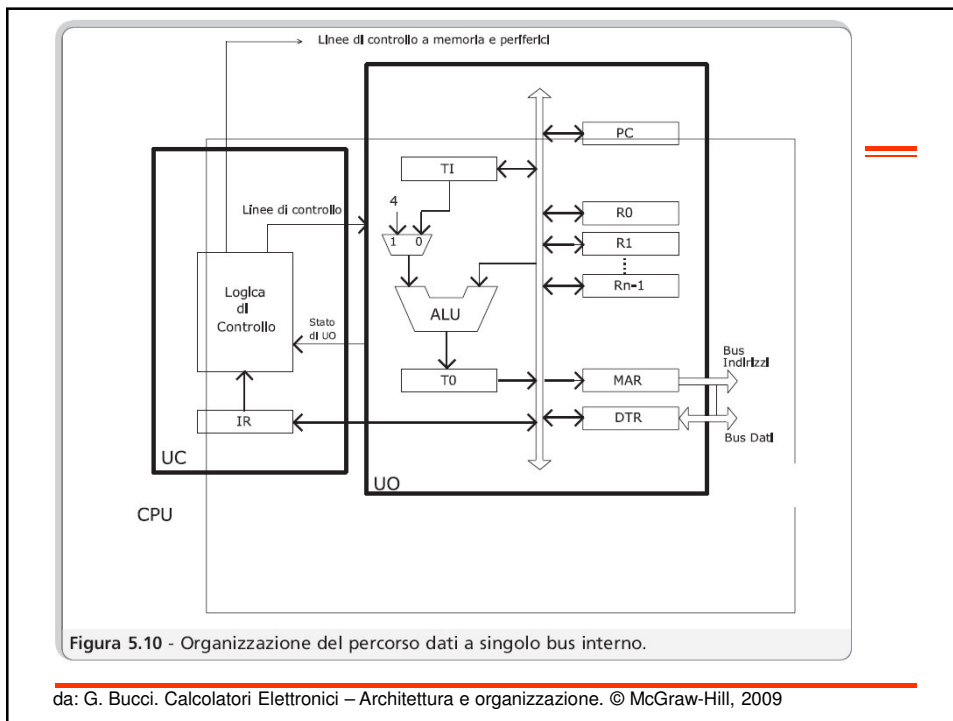 Linee di controllo a memoria e periferici
PC
TI
4
Linee di controllo
1 0
R0
R1
Rn-1
Logica
di
Controllo
ALU
Stato
di UO
Bus
Indirizzi
T0
MAR
IR
DTR
Bus Dati
UC
UO
CPU
Figura 5.10 - Organizzazione del percorso dati a singolo bus interno.
da: G. Bucci. Calcolatori Elettronici – Architettura e organizzazione. © McGraw-Hill, 2009